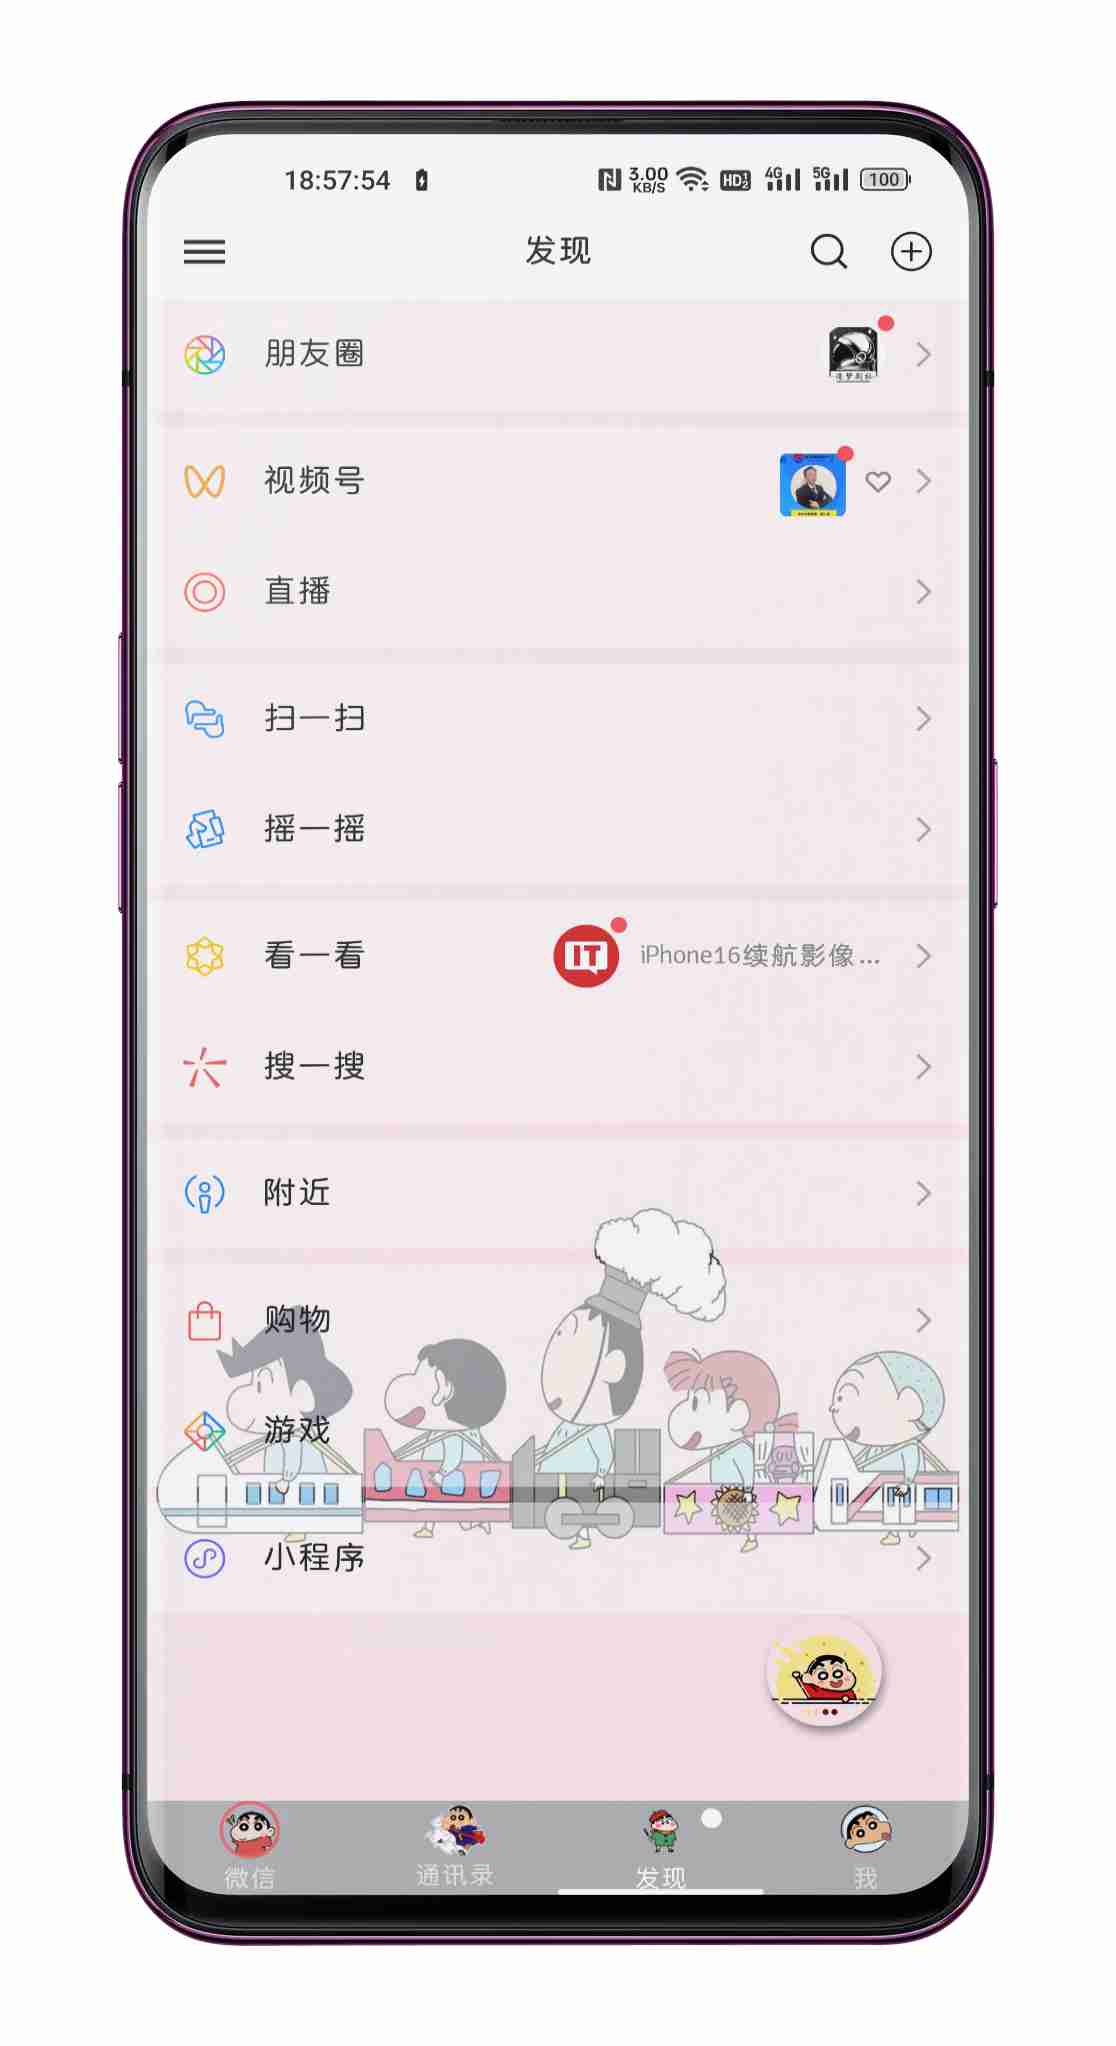 18:57:54 3.00 KB/S HD 1 2 4G 5G 100
发现
朋友圈
视频号
直播
扫一扫
摇一摇
看一看 IT iPhone16续航影像...
搜一搜
附近
购物
游戏
小程序
微信 通讯录 发现 我